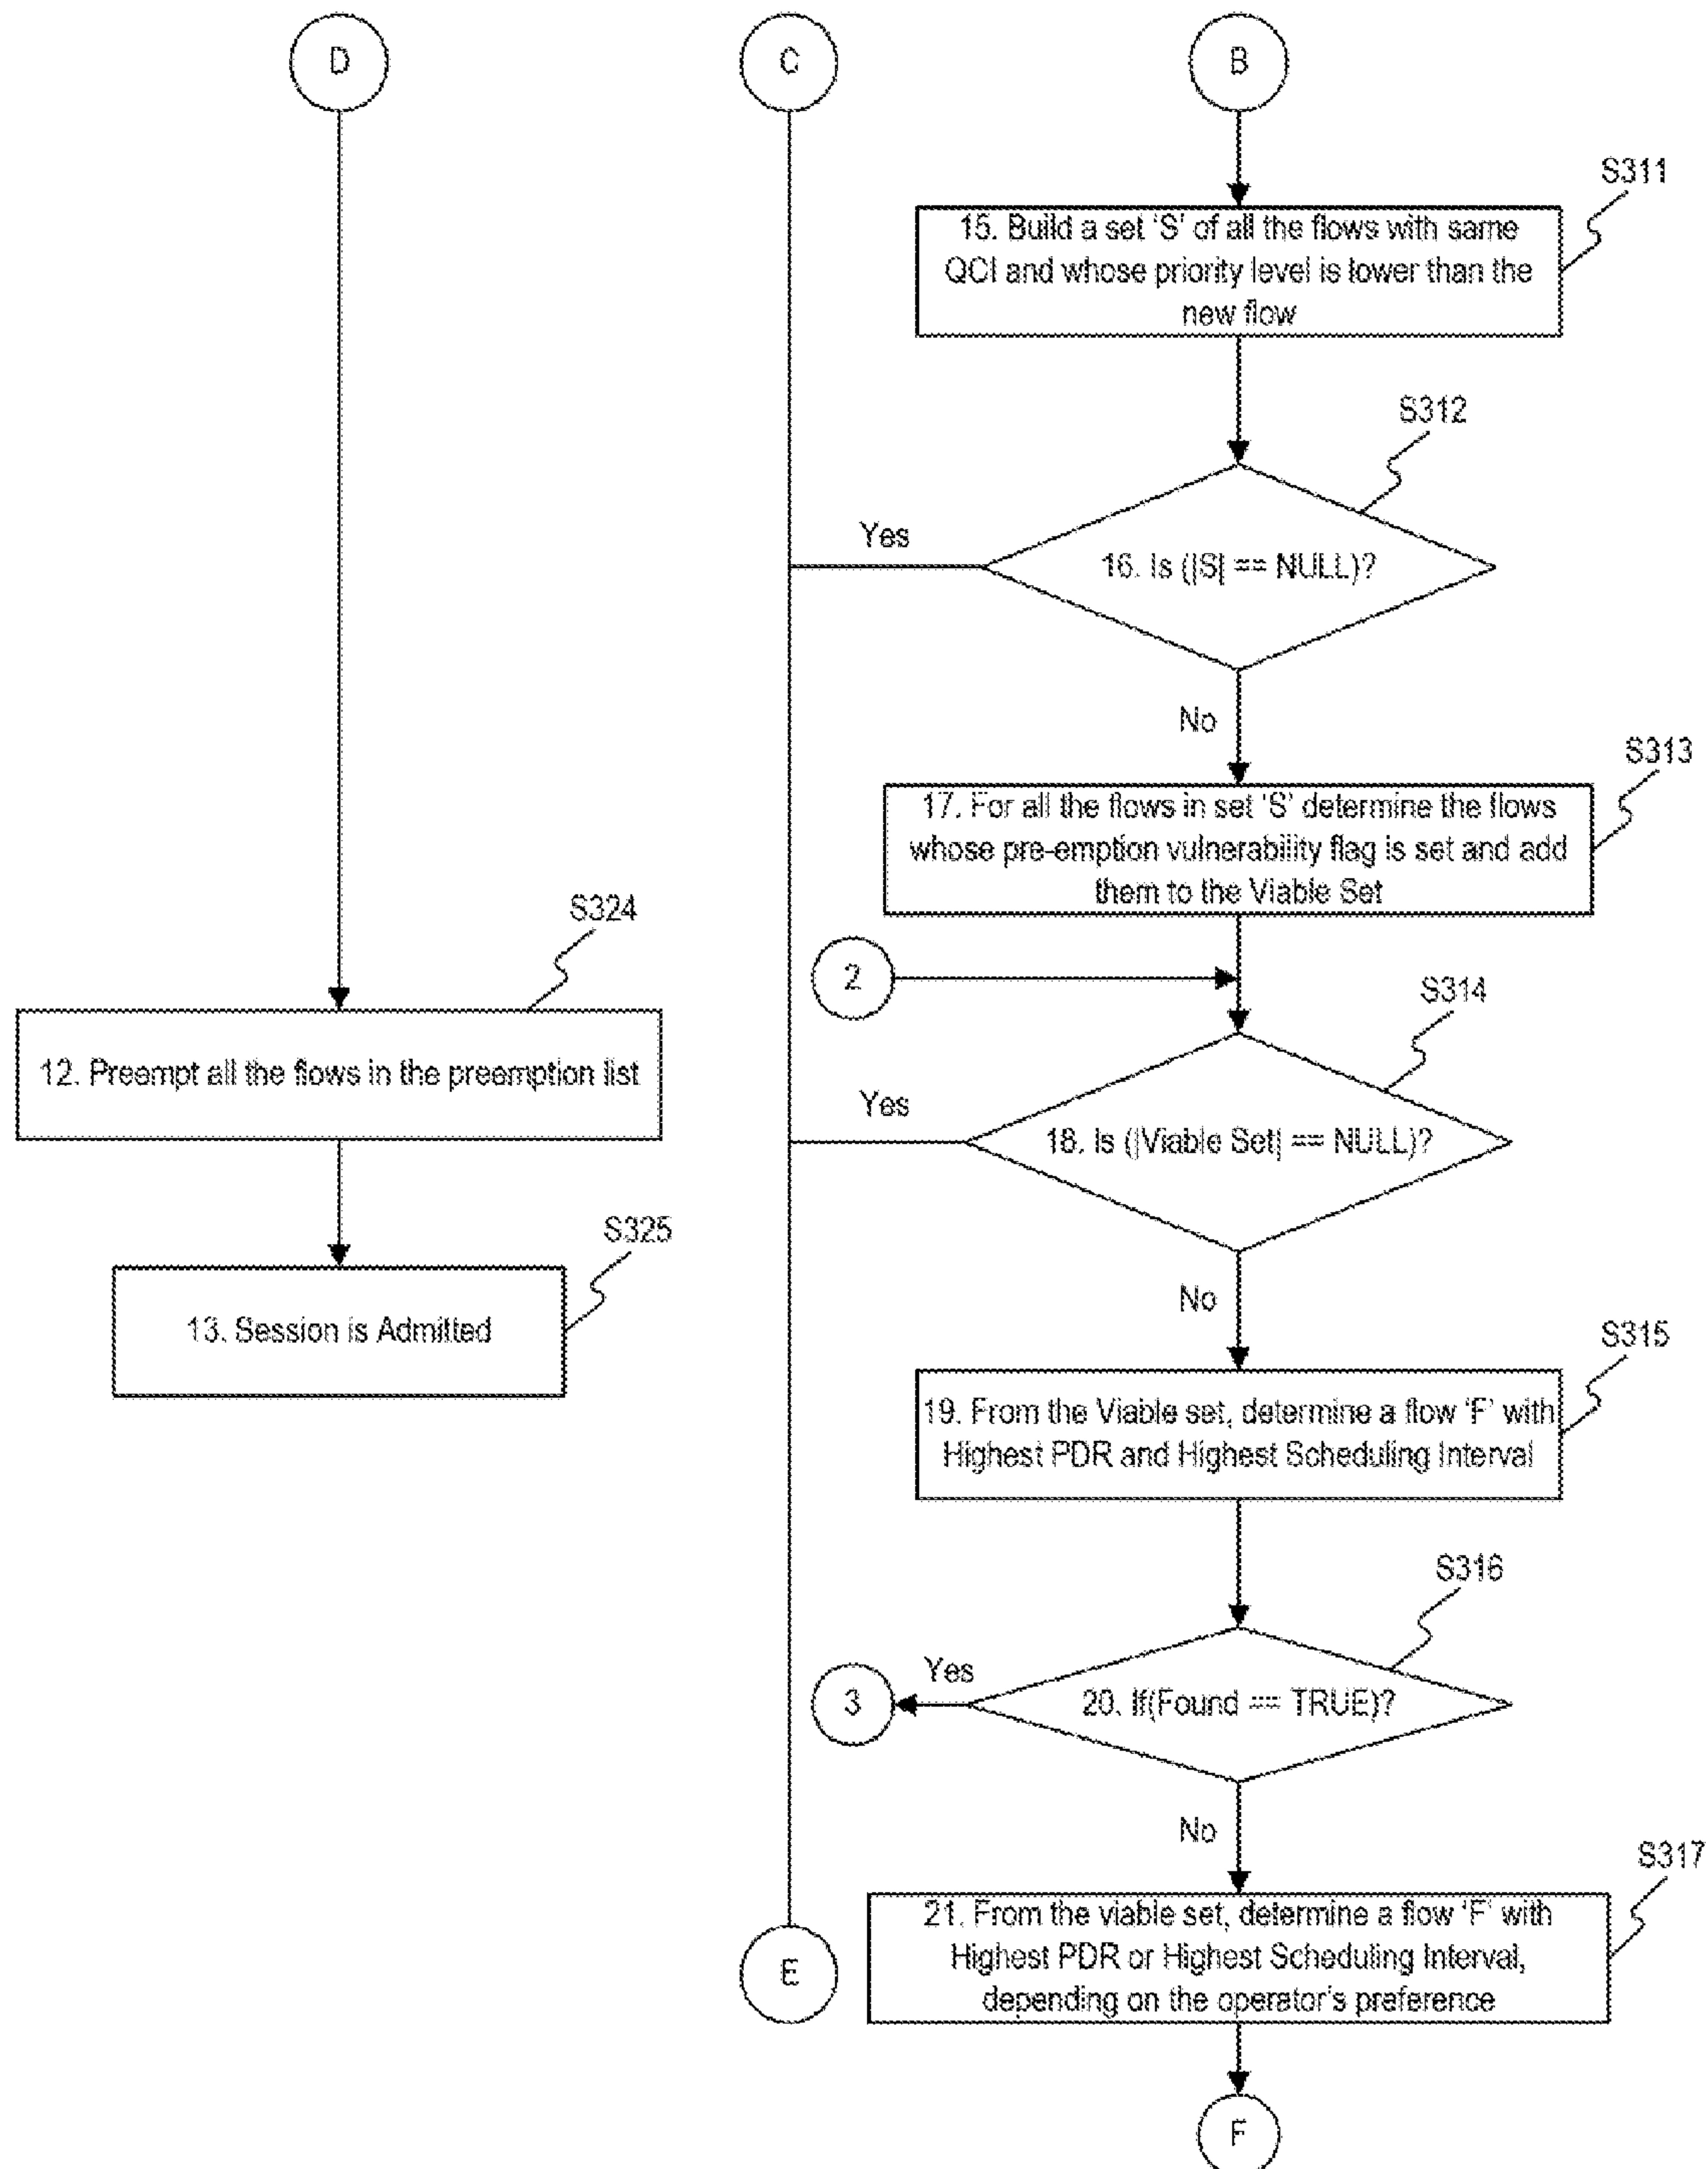 D
C
B
S311
15. Build a set 'S' of all the flows with same
QCI and whose priority level is lower than the
new flow
S312
Yes
16. Is (|S| == NULL)?
No
S313
17. For all the flows in set 'S' determine the flows
whose pre-emption vulnerability flag is set and add
them to the Viable Set
2
S324
12. Preempt all the flows in the preemption list
S314
Yes
18. Is (|Viable Set| == NULL)?
S325
13. Session is Admitted
No
S315
19. From the Viable set, determine a flow 'F' with
Highest PDR and Highest Scheduling Interval
S316
Yes
3
20. If(Found == TRUE)?
No
S317
21. From the viable set, determine a flow 'F' with
Highest PDR or Highest Scheduling Interval,
depending on the operator's preference
E
F